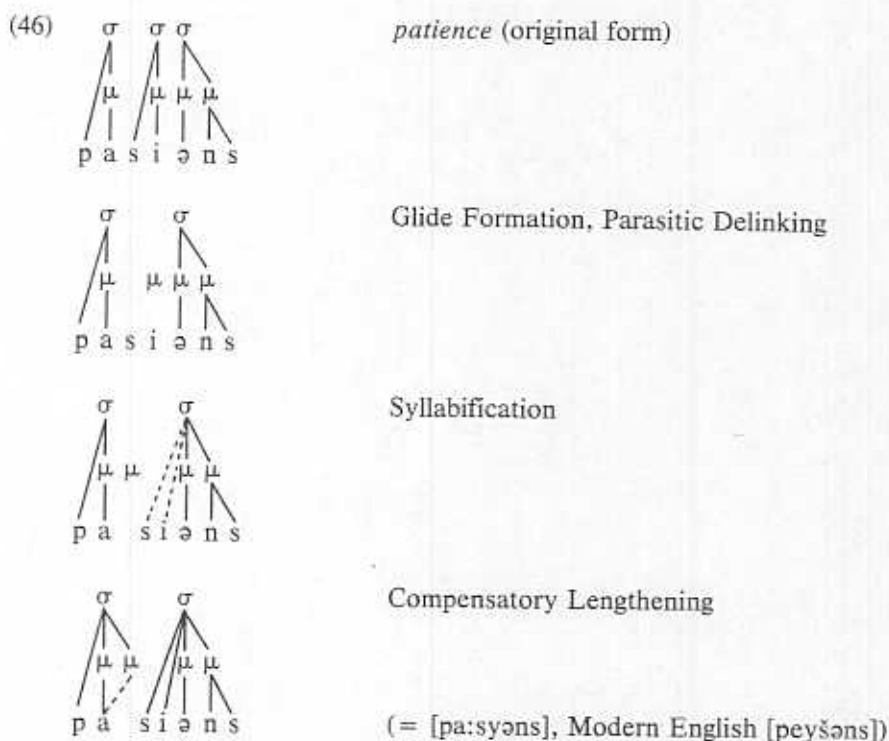 (46) σ σ σ patience (original form)
μ μ μ μ
p a s i ə n s
σ σ Glide Formation, Parasitic Delinking
μ μ μ μ
p a s i ə n s
σ σ Syllabification
μ μ μ μ
p a s i ə n s
σ σ Compensatory Lengthening
μ μ μ μ
p a s i ə n s (= [pa:syəns], Modern English [peyšəns])